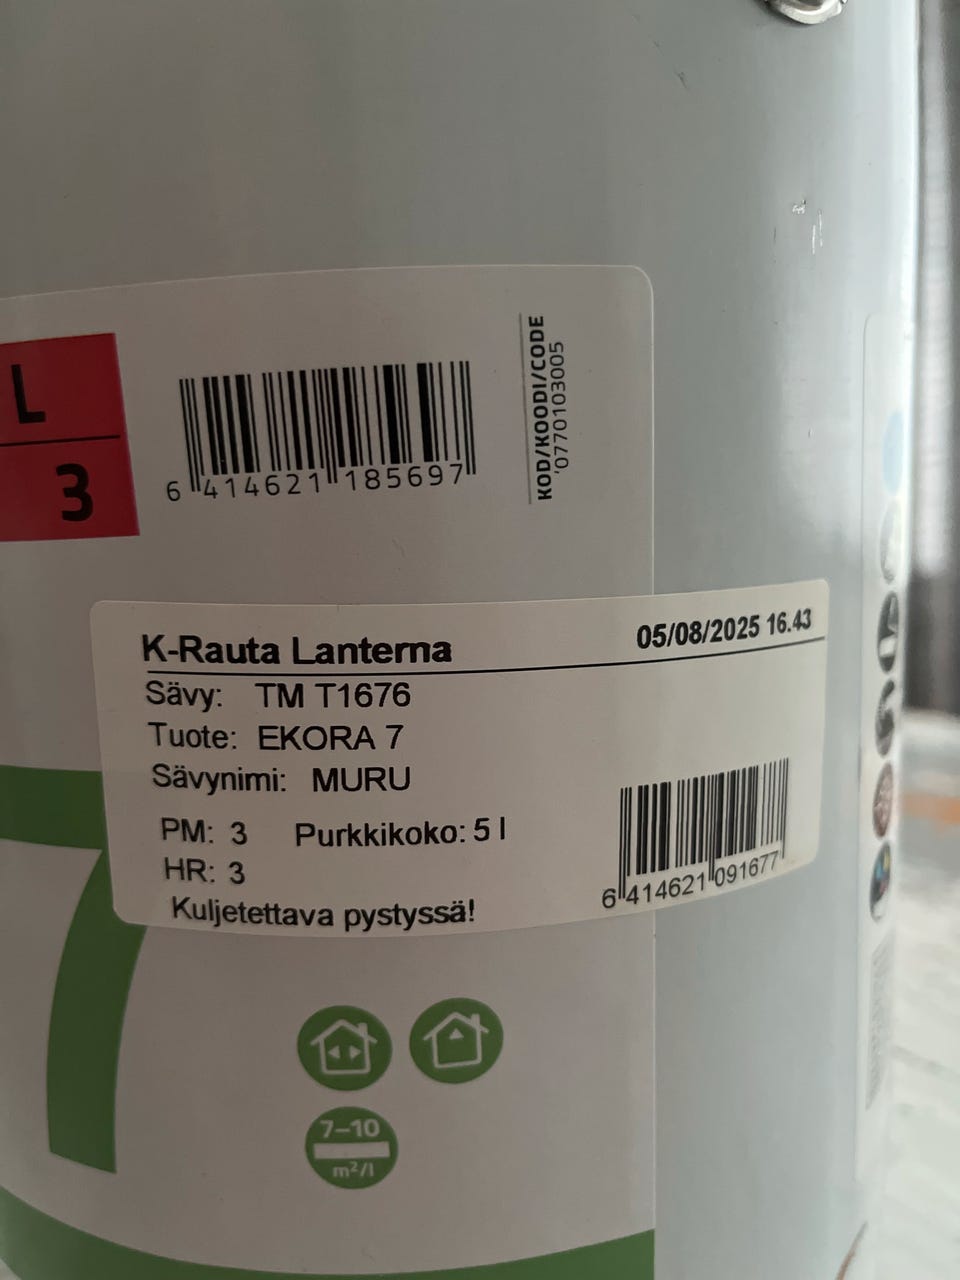 L
3
6 414621 185697
KOD/KOODI/CODE
'0770103005
K-Rauta Lanterna
05/08/2025 16.43
Sävy: TM T1676
Tuote: EKORA 7
Sävynimi: MURU
PM: 3 Purkkikoko: 5 l
HR: 3
6 414621 091677
Kuljetettava pystyssä!
7
7–10
m²/l